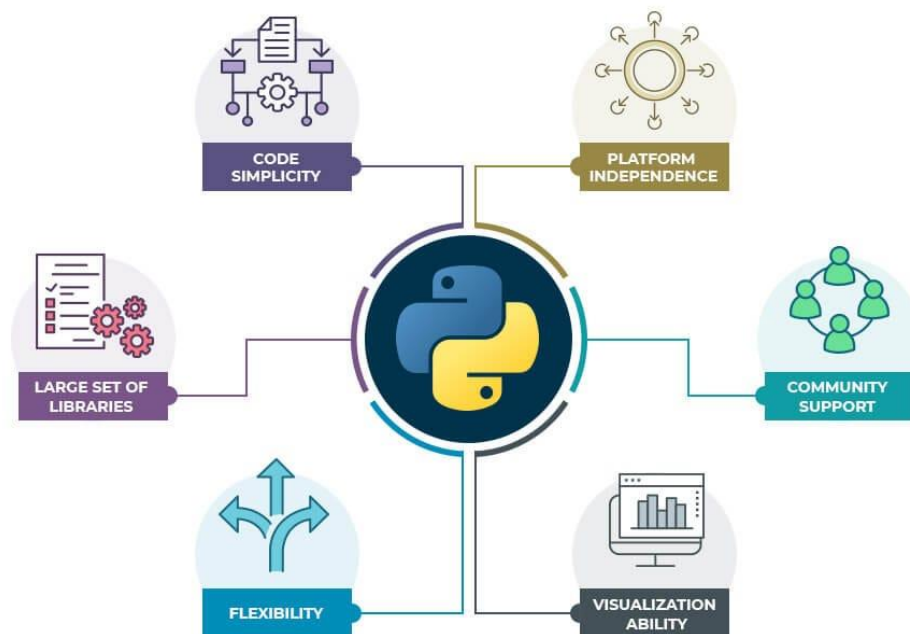 CODE
SIMPLICITY
PLATFORM
INDEPENDENCE
LARGE SET OF
LIBRARIES
COMMUNITY
SUPPORT
FLEXIBILITY
VISUALIZATION
ABILITY